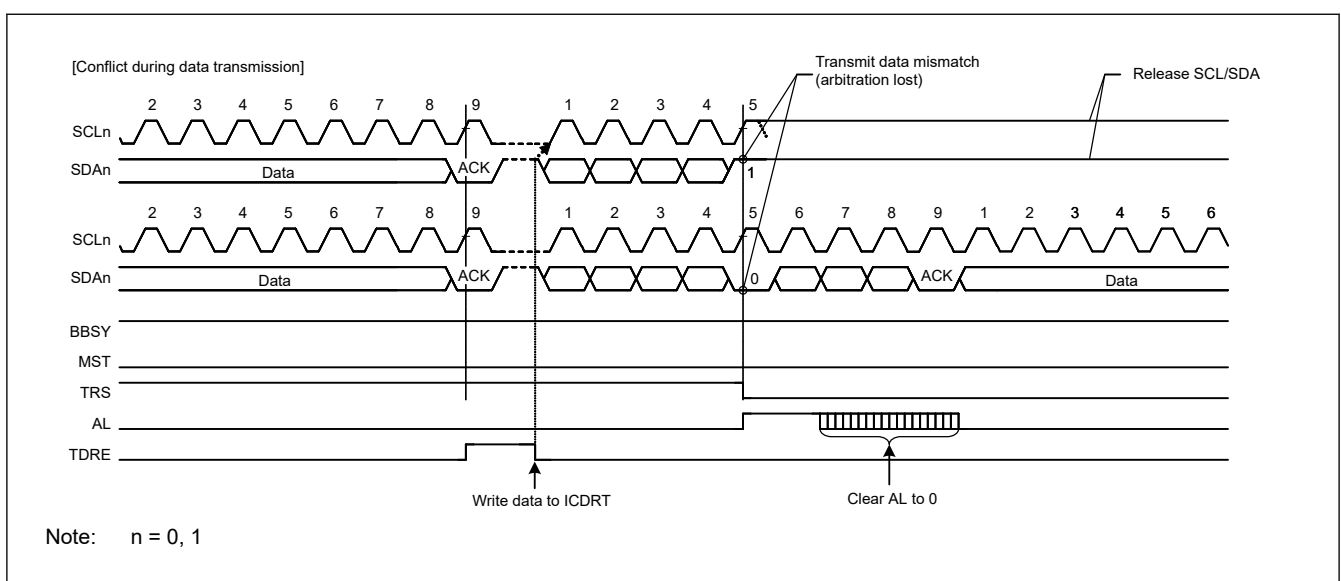 [Conflict during data transmission]
Transmit data mismatch
(arbitration lost)
Release SCL/SDA
2 3 4 5 6 7 8 9 1 2 3 4 5
SCLn
SDAn Data ACK 1
2 3 4 5 6 7 8 9 1 2 3 4 5 6 7 8 9 1 2 3 4 5 6
SCLn
SDAn Data ACK 0 ACK Data
BBSY
MST
TRS
AL
TDRE
Write data to ICDRT Clear AL to 0
Note: n = 0, 1